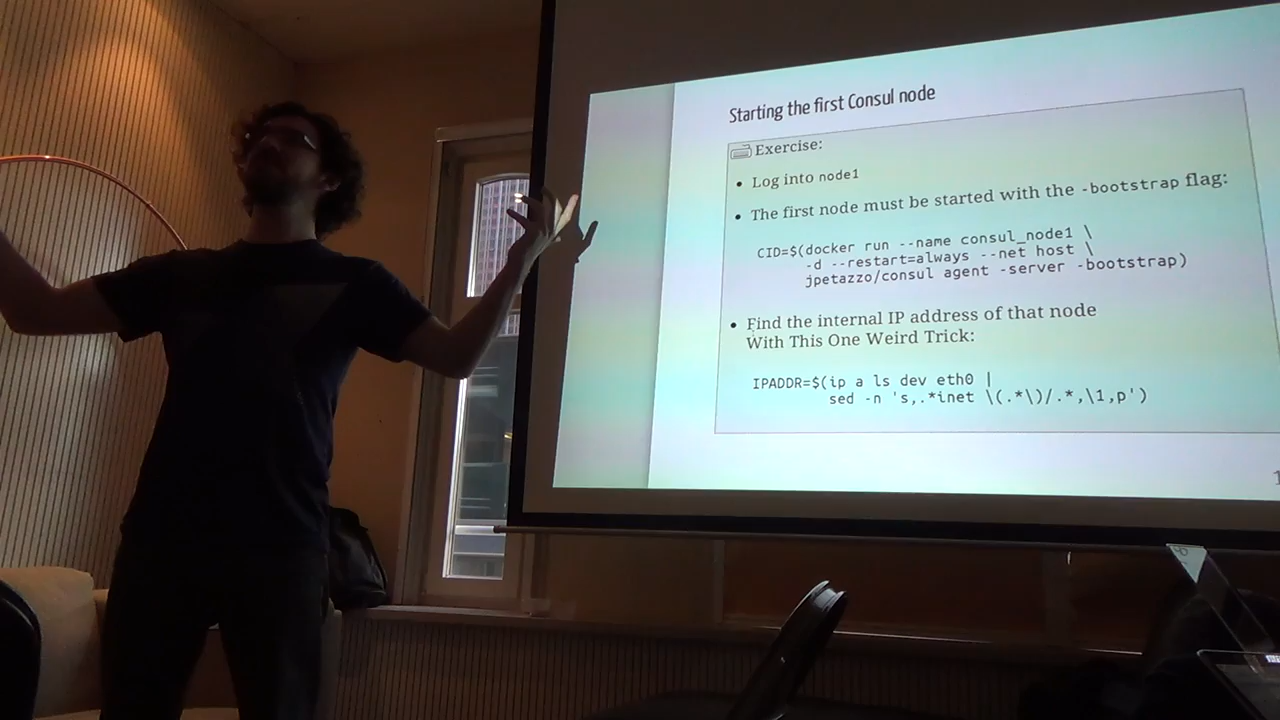 Starting the first Consul node
Exercise:
• Log into node1
• The first node must be started with the -bootstrap flag:
CID=$(docker run --name consul_node1 \
-d --restart=always --net host \
jpetazzo/consul agent -server -bootstrap)
• Find the internal IP address of that node
With This One Weird Trick:
IPADDR=$(ip a ls dev eth0 |
sed -n 's,.*inet \(.*\)/.*,\1,p')